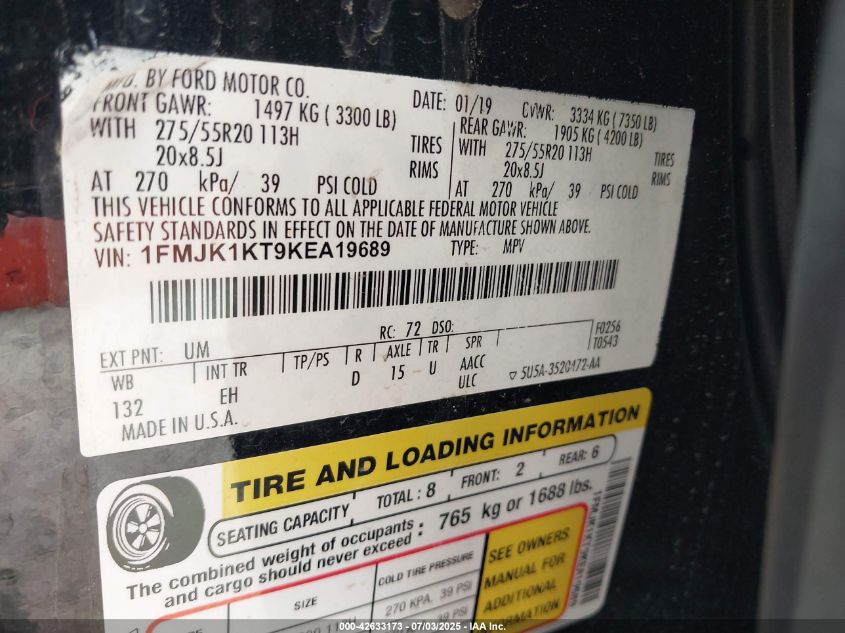 MFG. BY FORD MOTOR CO.
DATE: 01/19 GVWR: 3334 KG (7350 LB)
FRONT GAWR: 1497 KG (3300 LB)
REAR GAWR: 1905 KG (4200 LB)
WITH 275/55R20 113H TIRES
WITH 275/55R20 113H TIRES
20x8.5J RIMS
20x8.5J RIMS
AT 270 kPa/ 39 PSI COLD
AT 270 kPa/ 39 PSI COLD
THIS VEHICLE CONFORMS TO ALL APPLICABLE FEDERAL MOTOR VEHICLE
SAFETY STANDARDS IN EFFECT ON THE DATE OF MANUFACTURE SHOWN ABOVE.
VIN: 1FMJK1KT9KEA19689 TYPE: MPV
EXT PNT: UM RC: 72 DSO: F0256
T0543
WB INT TR TP/PS R AXLE TR SPR
132 EH D 15 U AACC
ULC ▽ 5U5A-3520472-AA
MADE IN U.S.A.
TIRE AND LOADING INFORMATION
SEATING CAPACITY TOTAL: 8 FRONT: 2 REAR: 6
The combined weight of occupants
and cargo should never exceed : 765 kg or 1688 lbs.
SIZE COLD TIRE PRESSURE
270 KPA, 39 PSI
SEE OWNERS
MANUAL FOR
ADDITIONAL
INFORMATION
000-42633173 - 07/03/2025 - IAA Inc.